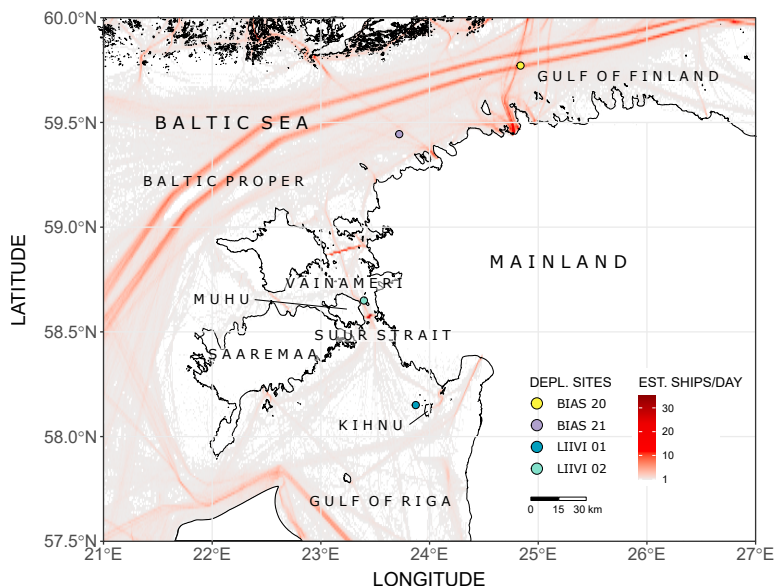 60.0°N
59.5°N
59.0°N
58.5°N
58.0°N
57.5°N
LATITUDE
GULF OF FINLAND
BALTIC SEA
BALTIC PROPER
MAINLAND
VAINAMERI
MUHU
SUUR STRAIT
SAAREMAA
KIHNU
GULF OF RIGA
DEPL. SITES
BIAS 20
BIAS 21
LIIVI 01
LIIVI 02
EST. SHIPS/DAY
30
20
10
1
0 15 30 km
21°E 22°E 23°E 24°E 25°E 26°E 27°E
LONGITUDE